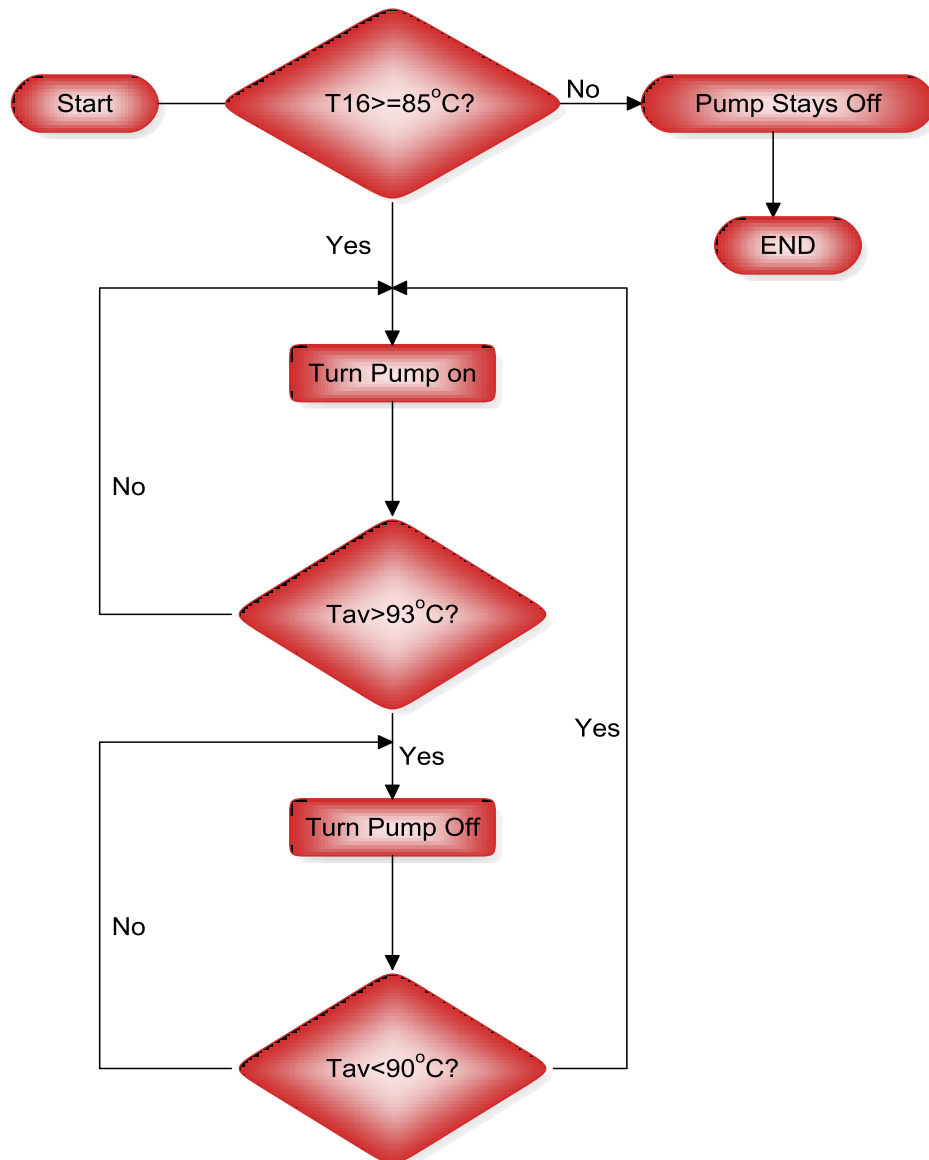 Start
T16>=85°C?
No
Pump Stays Off
Yes
END
Turn Pump on
No
Tav>93°C?
Yes
Yes
Turn Pump Off
No
Tav<90°C?